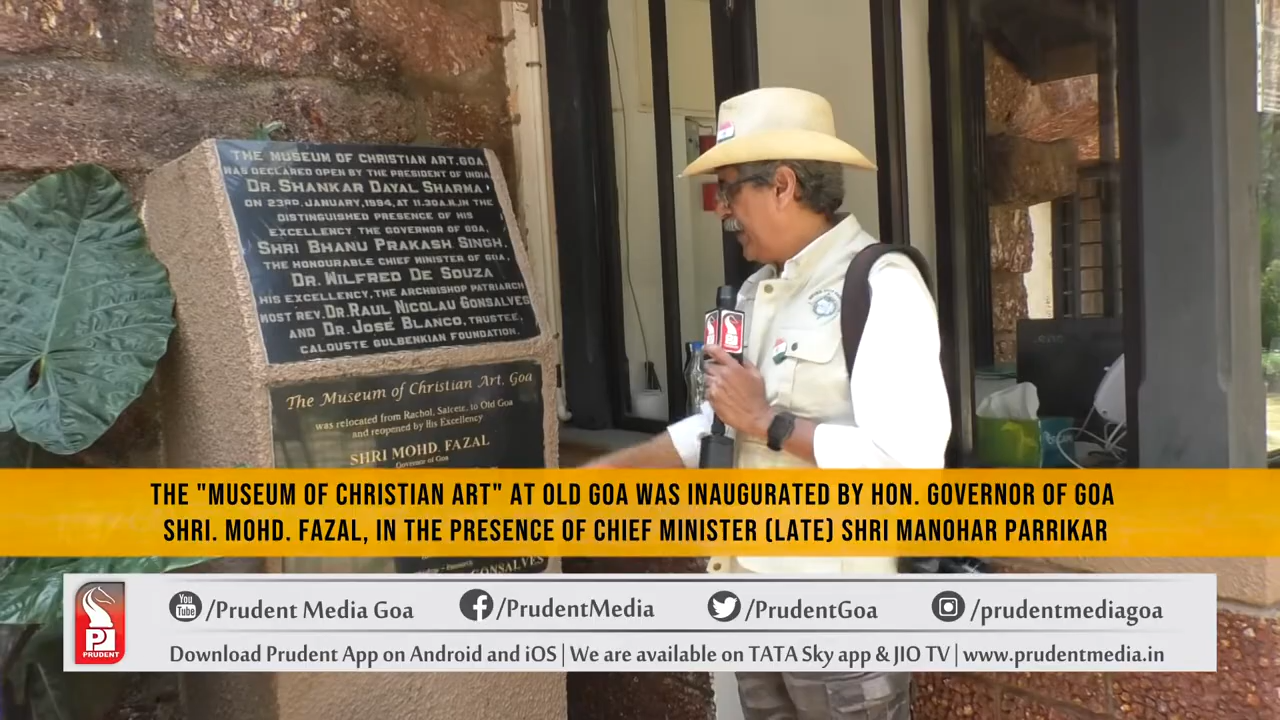 THE MUSEUM OF CHRISTIAN ART, GOA.
WAS DECLARED OPEN BY THE PRESIDENT OF INDIA
DR. SHANKAR DAYAL SHARMA
ON 23RD, JANUARY, 1994, AT 11.30A.M.IN THE
DISTINGUISHED PRESENCE OF HIS
EXCELLENCY THE GOVERNOR OF GOA,
SHRI BHANU PRAKASH SINGH.
THE HONOURABLE CHIEF MINISTER OF GOA,
DR. WILFRED DE SOUZA
HIS EXCELLENCY, THE ARCHBISHOP PATRIARCH
MOST REV. DR. RAUL NICOLAU GONSALVES
AND DR. JOSÉ BLANCO, TRUSTEE,
CALOUSTE GULBENKIAN FOUNDATION.
The Museum of Christian Art, Goa
was relocated from Rachol, Salcete, to Old Goa
and reopened by His Excellency
SHRI MOHD. FAZAL
Governor of Goa
THE "MUSEUM OF CHRISTIAN ART" AT OLD GOA WAS INAUGURATED BY HON. GOVERNOR OF GOA
SHRI. MOHD. FAZAL, IN THE PRESENCE OF CHIEF MINISTER (LATE) SHRI MANOHAR PARRIKAR
GONSALVES
PRUDENT
You Tube /Prudent Media Goa /PrudentMedia /PrudentGoa /prudentmediagoa
Download Prudent App on Android and iOS | We are available on TATA Sky app & JIO TV | www.prudentmedia.in